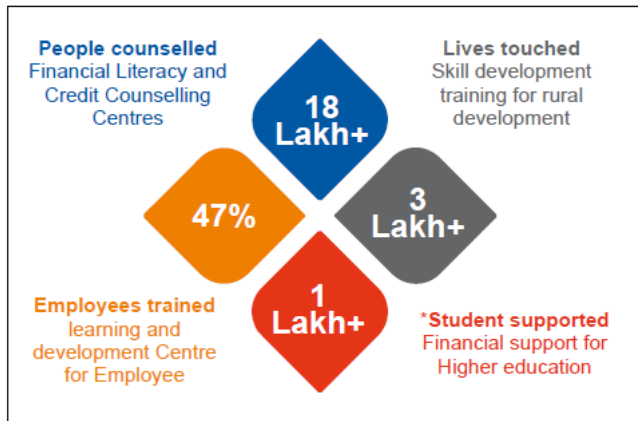 People counselled
Financial Literacy and
Credit Counselling
Centres
18
Lakh+
Lives touched
Skill development
training for rural
development
47%
3
Lakh+
Employees trained
learning and
development Centre
for Employee
1
Lakh+
*Student supported
Financial support for
Higher education